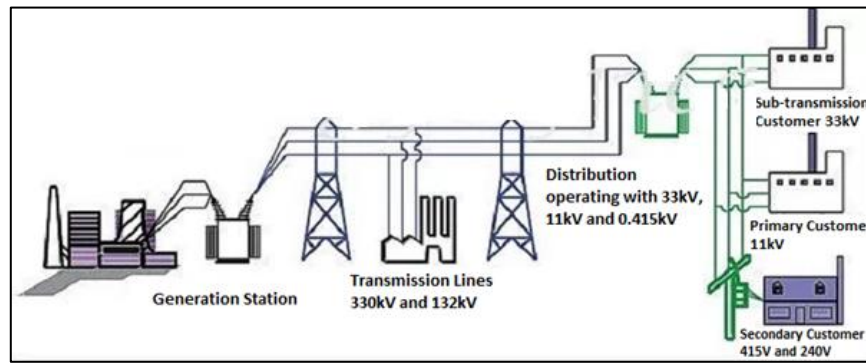 Sub-transmission
Customer 33kV
Distribution
operating with 33kV,
11kV and 0.415kV
Primary Customer
11kV
Transmission Lines
330kV and 132kV
Generation Station
Secondary Customer
415V and 240V